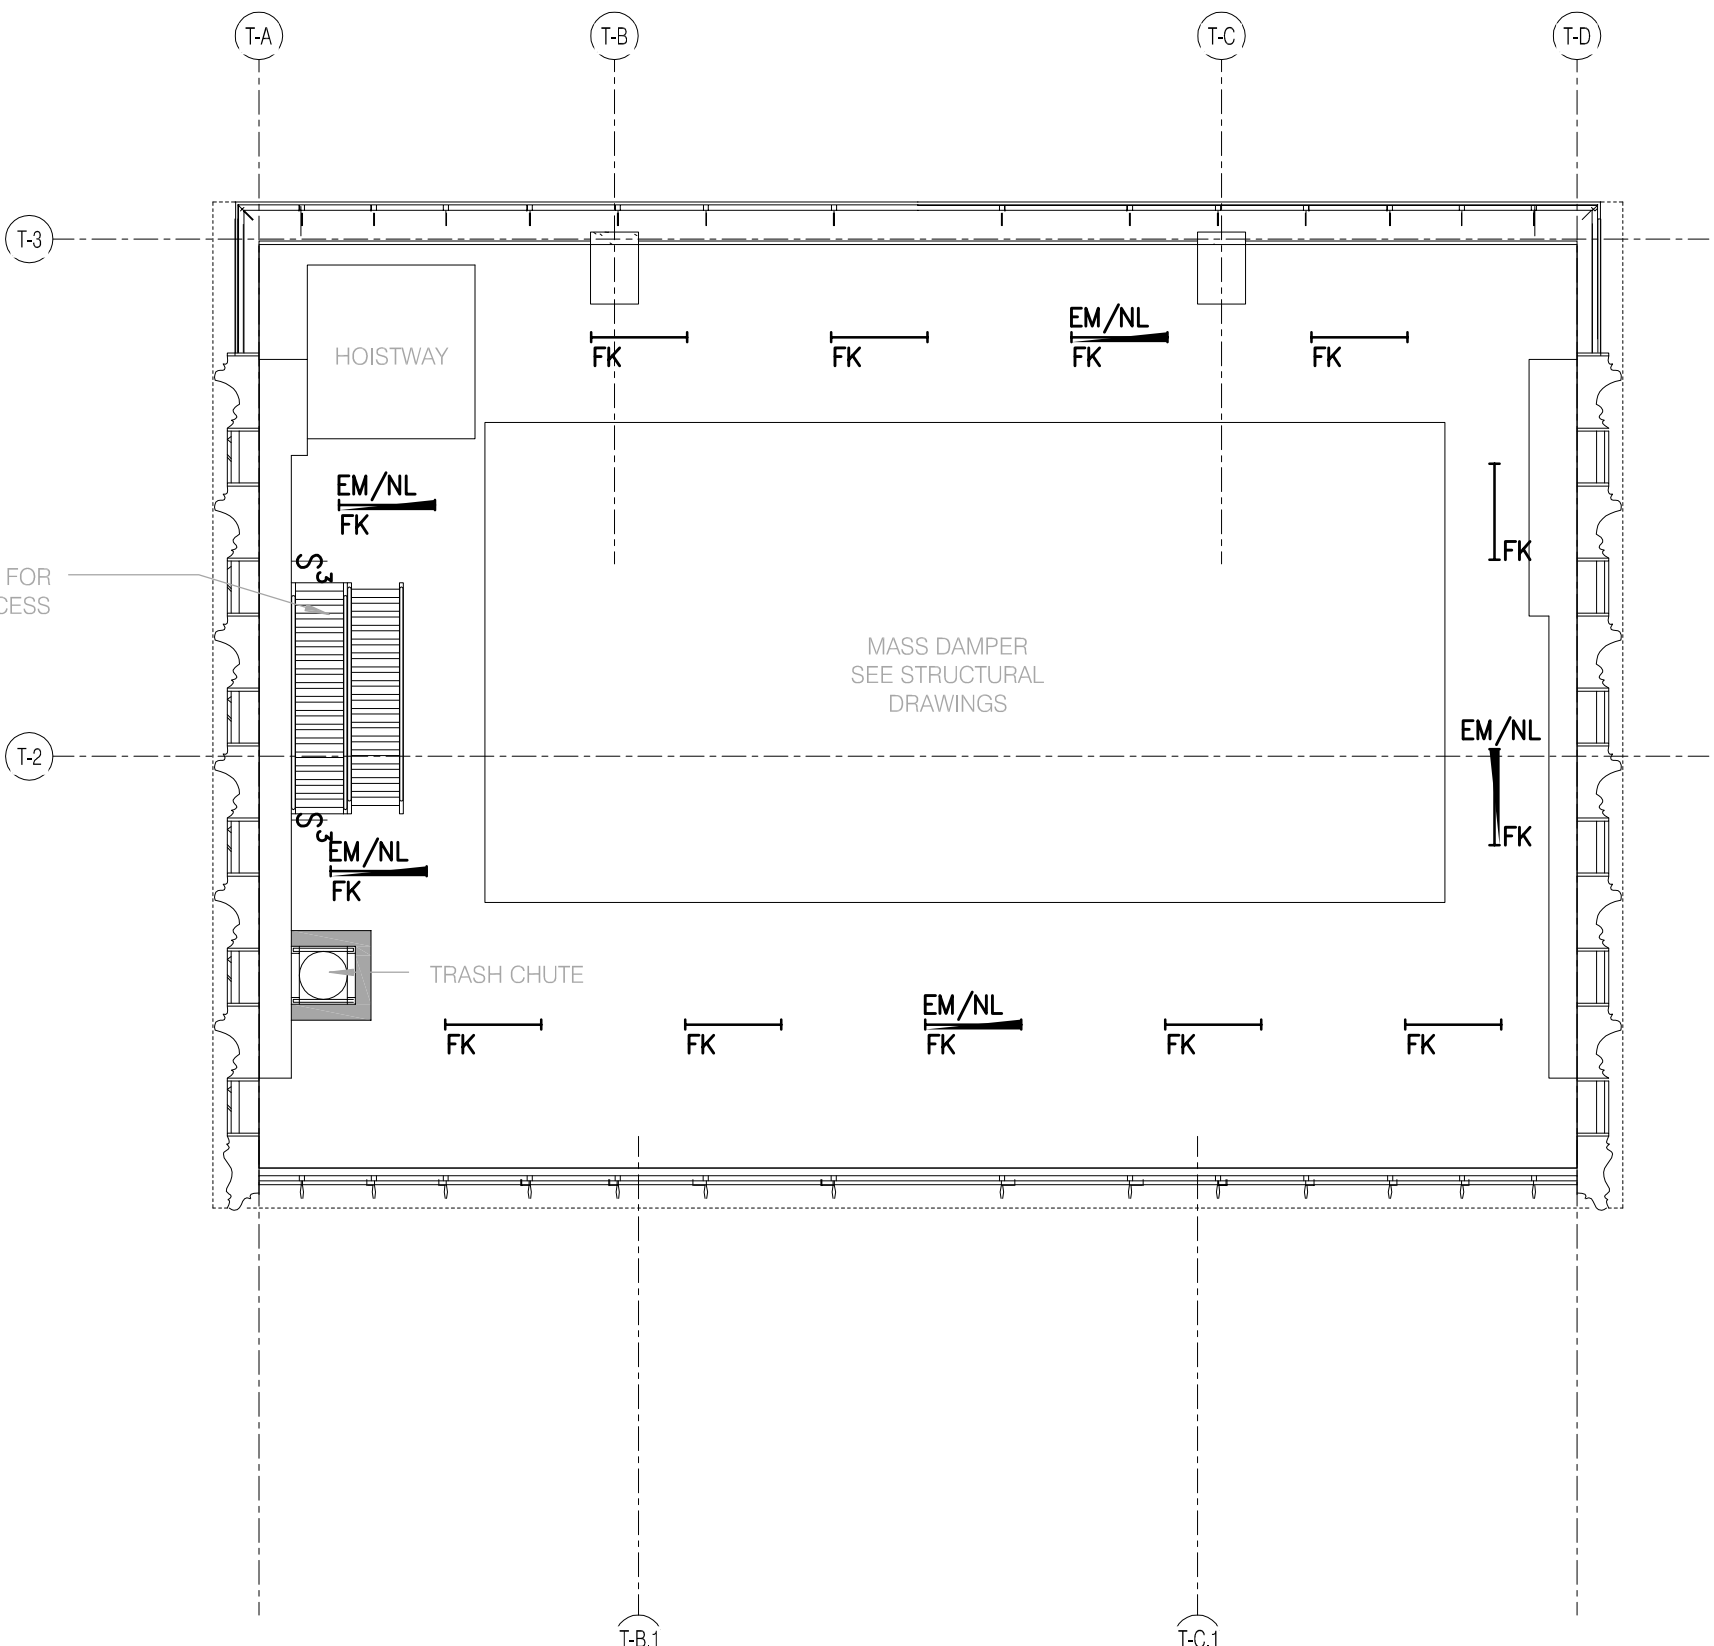 T-A
T-B
T-C
T-D
T-3
EM/NL
HOISTWAY
FK
FK
FK
FK
EM/NL
FK
FK
S3
FOR
CESS
MASS DAMPER
SEE STRUCTURAL
DRAWINGS
EM/NL
T-2
S3
FK
EM/NL
FK
TRASH CHUTE
EM/NL
FK
FK
FK
FK
FK
T-B.1
T-C.1